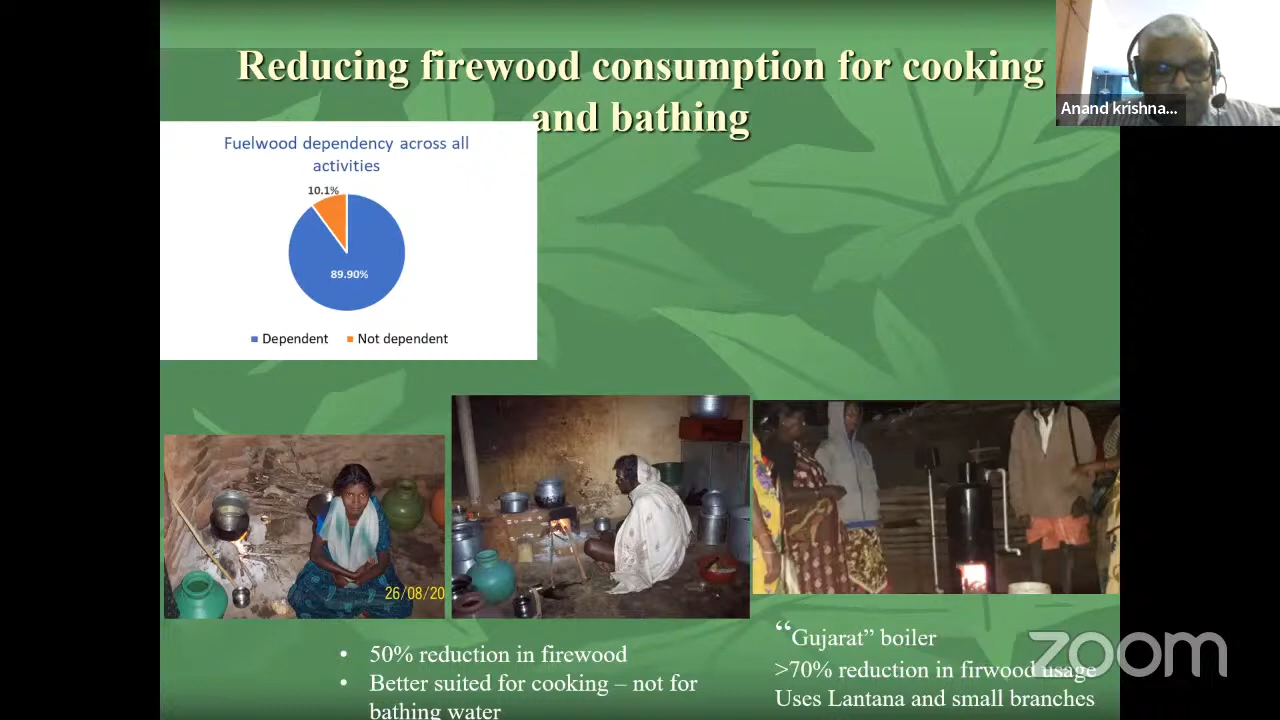 Reducing firewood consumption for cooking
and bathing
Anand krishna...
Fuelwood dependency across all
activities
10.1%
89.90%
Dependent
Not dependent
26/08/20
• 50% reduction in firewood
• Better suited for cooking – not for
bathing water
“Gujarat” boiler
>70% reduction in firwood usage
Uses Lantana and small branches
zoom